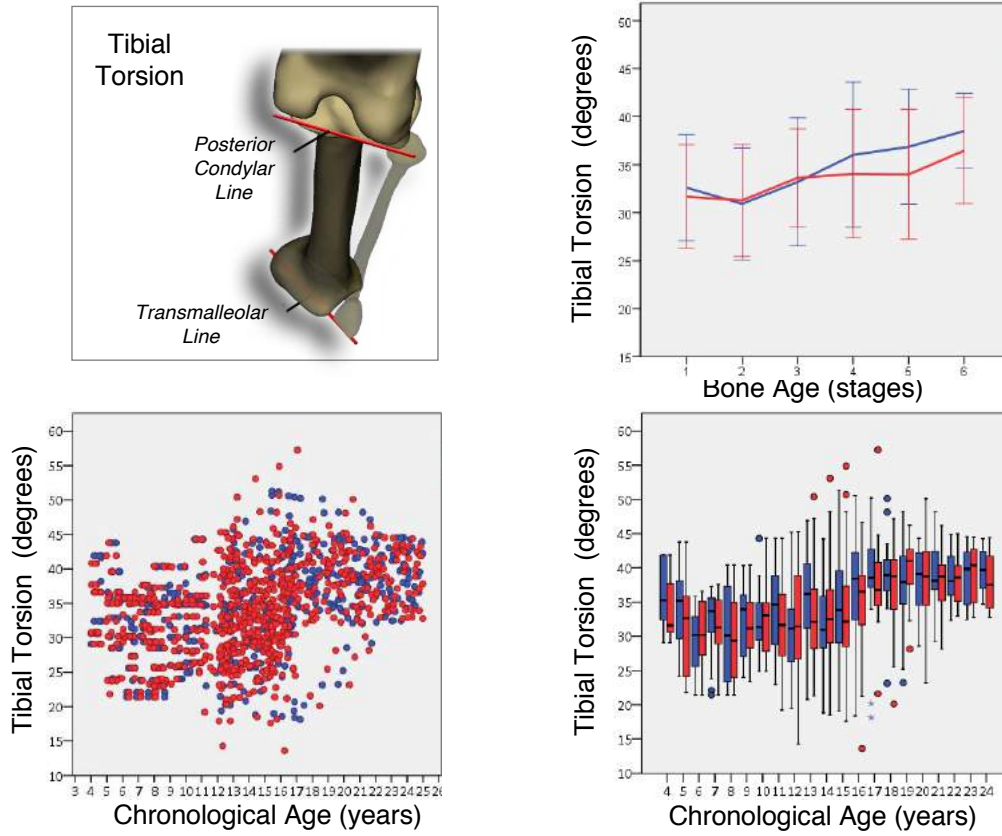 Tibial
Torsion
Posterior
Condylar
Line
Transmalleolar
Line
Tibial Torsion (degrees)
50
45
40
35
30
25
20
15
1 2 3 4 5 6
Bone Age (stages)
Tibial Torsion (degrees)
60
55
50
45
40
35
30
25
20
15
10
3 4 5 6 7 8 9 10 11 12 13 14 15 16 17 18 19 20 21 22 23 24 25 26
Chronological Age (years)
Tibial Torsion (degrees)
60
55
50
45
40
35
30
25
20
15
10
4 5 6 7 8 9 10 11 12 13 14 15 16 17 18 19 20 21 22 23 24
Chronological Age (years)